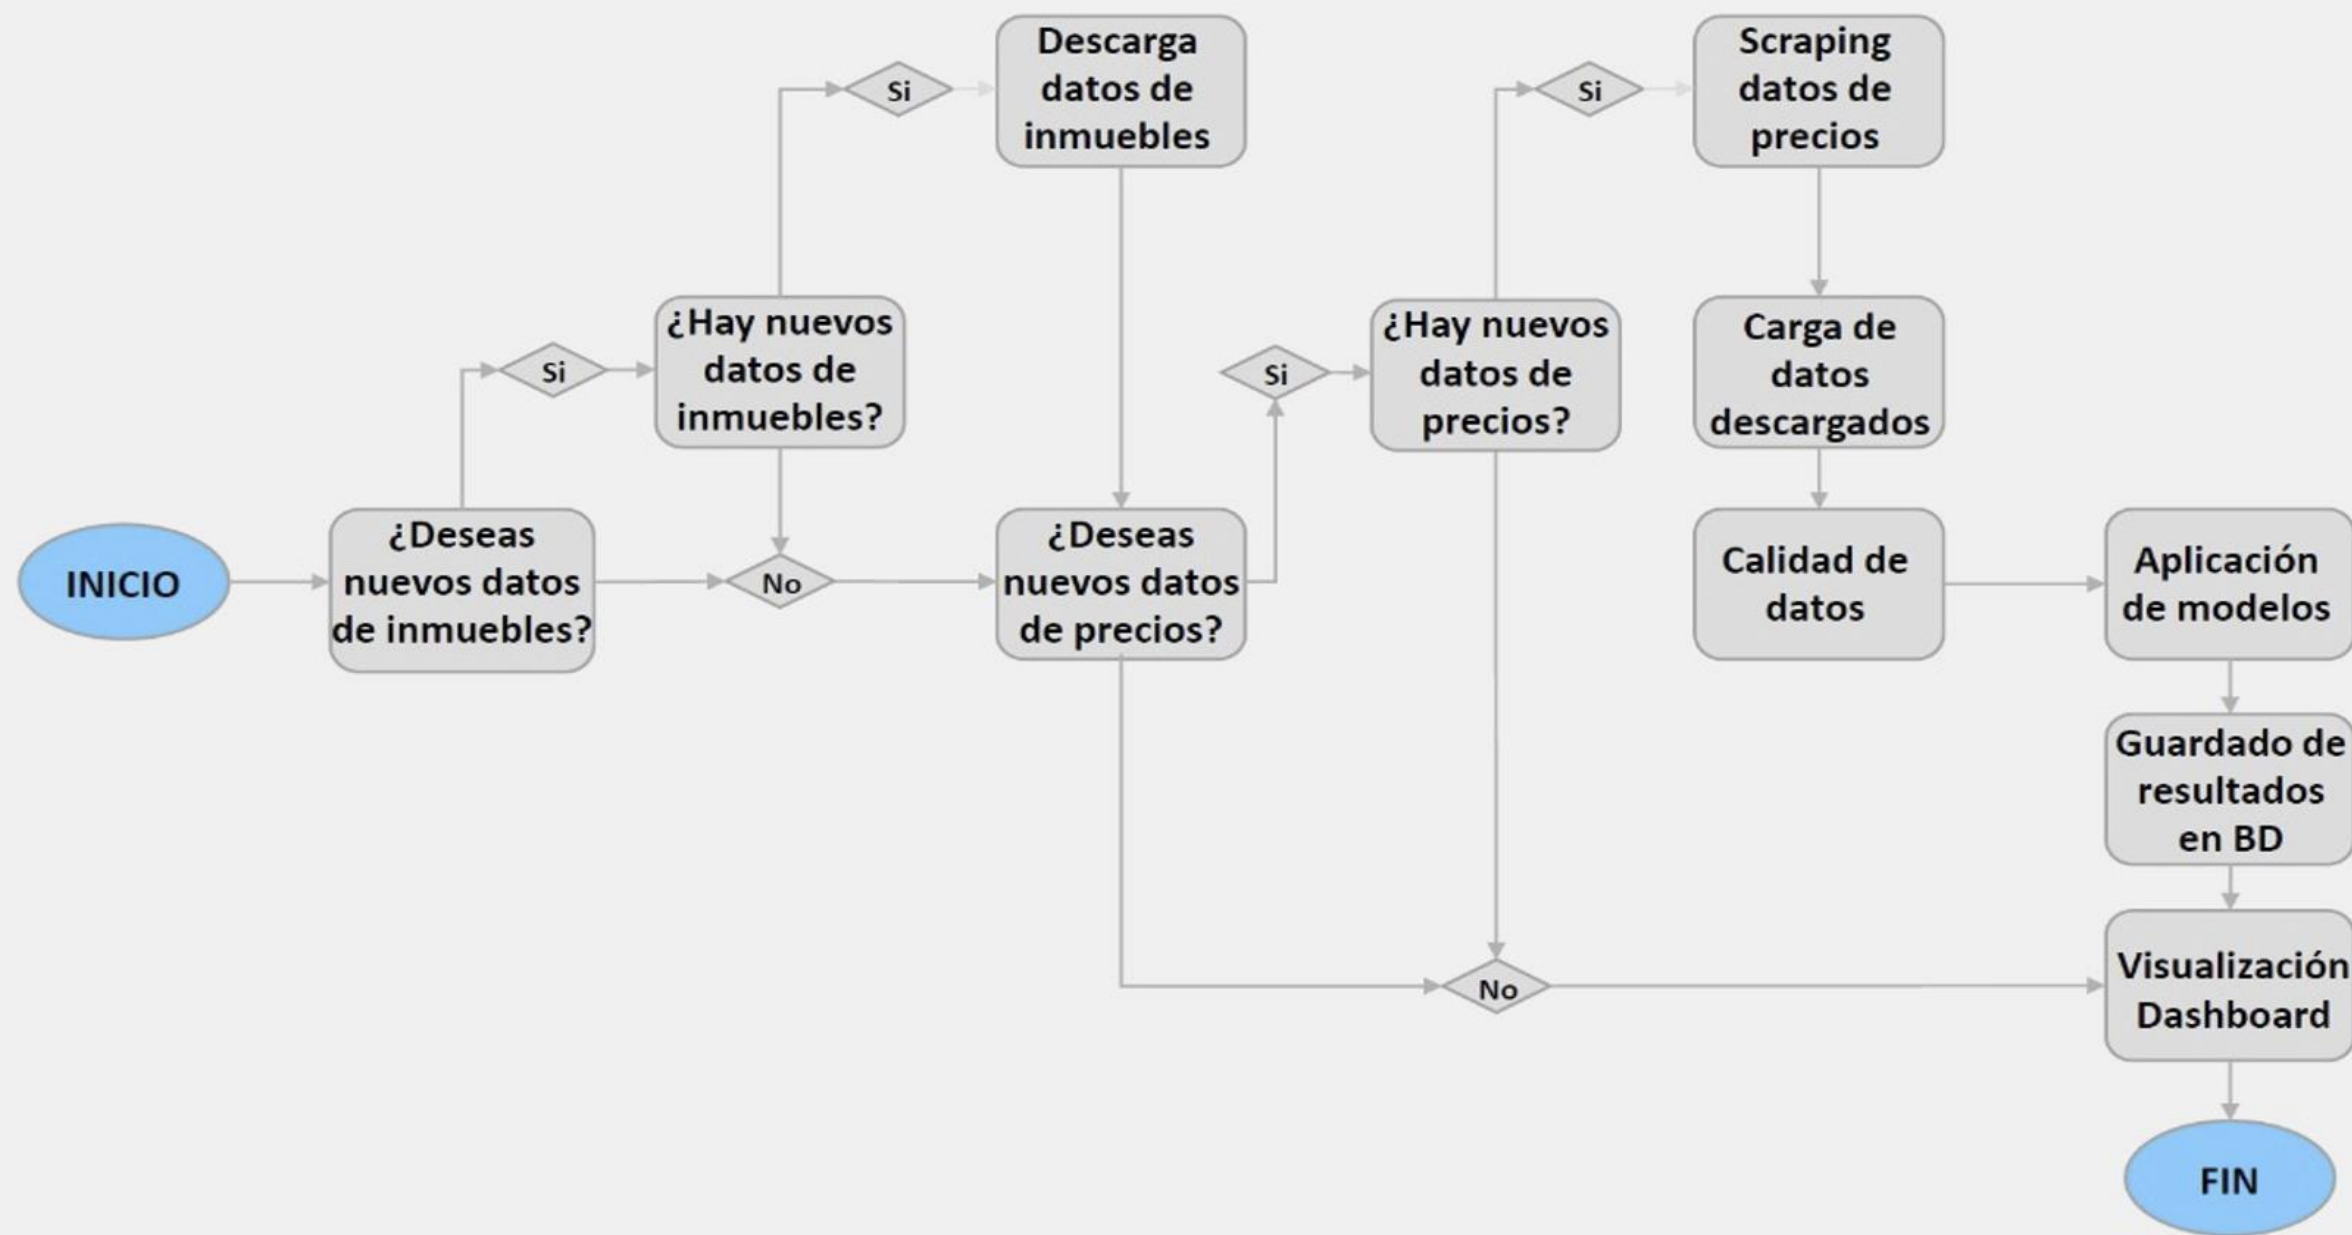 INICIO
¿Deseas
nuevos datos
de inmuebles?
Si
¿Hay nuevos
datos de
inmuebles?
No
Si
Descarga
datos de
inmuebles
¿Deseas
nuevos datos
de precios?
Si
¿Hay nuevos
datos de
precios?
No
Si
Scraping
datos de
precios
Carga de
datos
descargados
Calidad de
datos
Aplicación
de modelos
Guardado de
resultados
en BD
Visualización
Dashboard
FIN